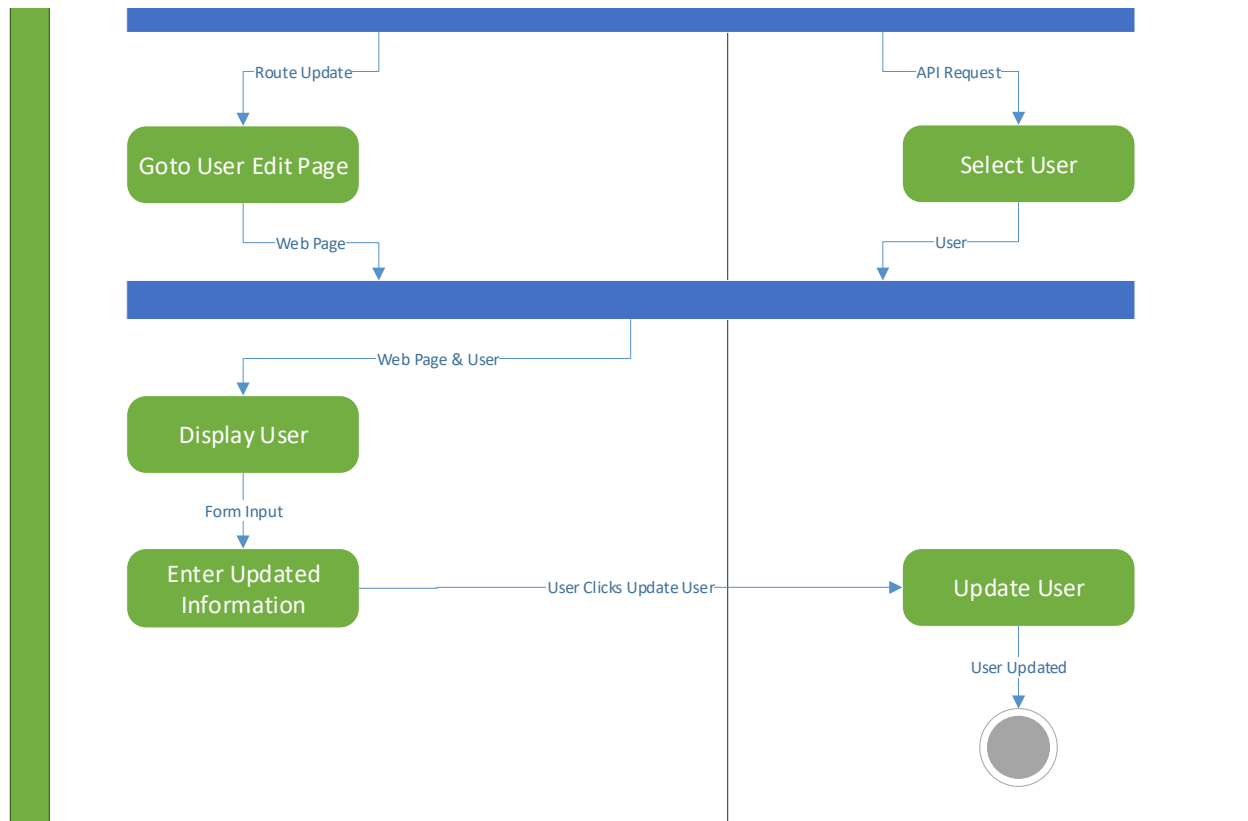 Route Update
API Request
Goto User Edit Page
Select User
Web Page
User
Web Page & User
Display User
Form Input
Enter Updated
Information
User Clicks Update User
Update User
User Updated